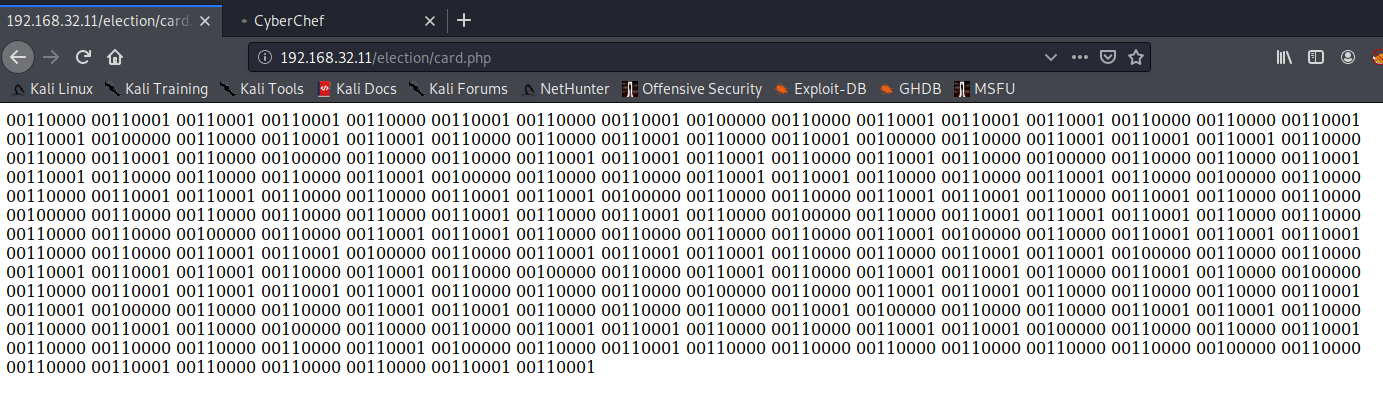 192.168.32.11/election/card.
CyberChef
192.168.32.11/election/card.php
Kali Linux Kali Training Kali Tools Kali Docs Kali Forums NetHunter Offensive Security Exploit-DB GHDB MSFU
00110000 00110001 00110001 00110001 00110000 00110001 00110000 00110001 00100000 00110000 00110001 00110001 00110001 00110000 00110000 00110001
00110001 00100000 00110000 00110001 00110001 00110000 00110000 00110001 00110000 00110001 00100000 00110000 00110001 00110001 00110001 00110000
00110000 00110001 00110000 00100000 00110000 00110000 00110001 00110001 00110001 00110000 00110001 00110000 00100000 00110000 00110000 00110001
00110001 00110000 00110000 00110000 00110001 00100000 00110000 00110000 00110001 00110001 00110000 00110000 00110001 00110000 00100000 00110000
00110000 00110001 00110001 00110000 00110000 00110001 00110001 00100000 00110000 00110000 00110001 00110001 00110000 00110001 00110000 00110000
00100000 00110000 00110000 00110000 00110000 00110001 00110000 00110001 00110000 00100000 00110000 00110001 00110001 00110001 00110000 00110000
00110000 00110000 00100000 00110000 00110001 00110001 00110000 00110000 00110000 00110000 00110001 00100000 00110000 00110001 00110001 00110001
00110000 00110000 00110001 00110001 00100000 00110000 00110001 00110001 00110001 00110000 00110000 00110001 00110001 00100000 00110000 00110000
00110001 00110001 00110001 00110000 00110001 00110000 00100000 00110000 00110001 00110000 00110001 00110001 00110000 00110001 00110000 00100000
00110000 00110001 00110001 00110001 00110001 00110000 00110000 00110000 00100000 00110000 00110001 00110001 00110000 00110000 00110000 00110001
00110001 00100000 00110000 00110000 00110001 00110001 00110000 00110000 00110000 00110001 00100000 00110000 00110000 00110001 00110001 00110000
00110000 00110001 00110000 00100000 00110000 00110000 00110001 00110001 00110000 00110000 00110001 00110001 00100000 00110000 00110000 00110001
00110000 00110000 00110000 00110000 00110001 00100000 00110000 00110001 00110000 00110000 00110000 00110000 00110000 00110000 00100000 00110000
00110000 00110001 00110000 00110000 00110000 00110001 00110001